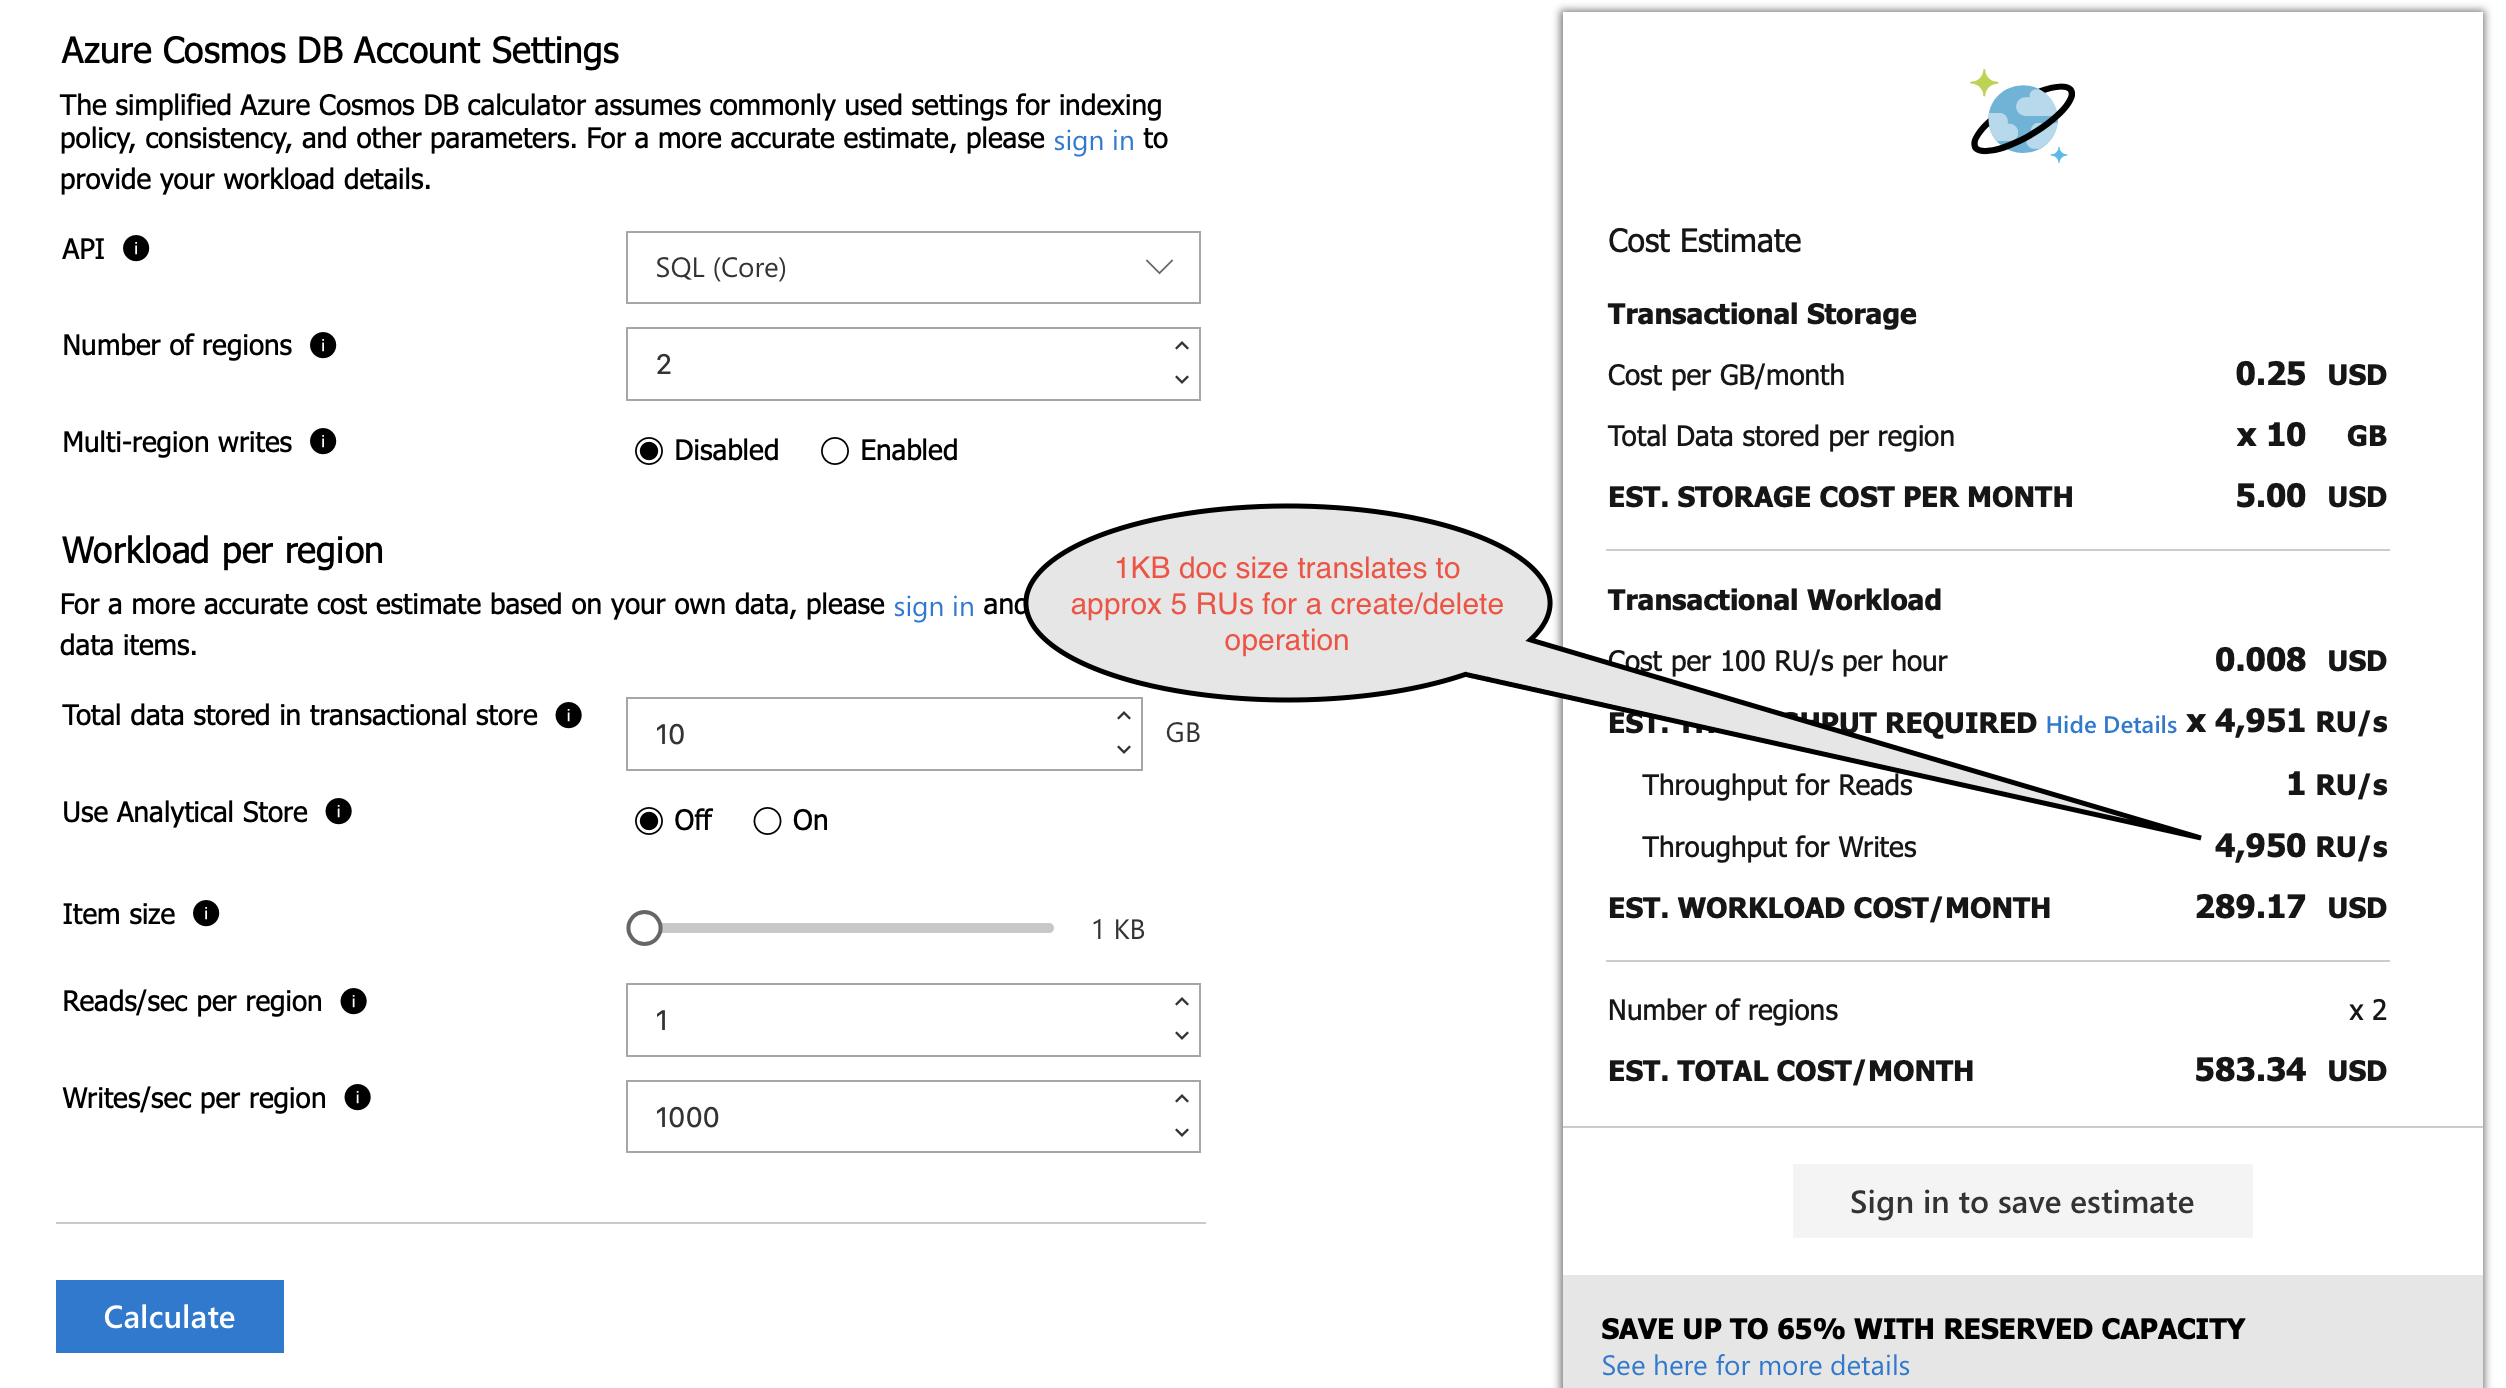 Azure Cosmos DB Account Settings
The simplified Azure Cosmos DB calculator assumes commonly used settings for indexing
policy, consistency, and other parameters. For a more accurate estimate, please sign in to
provide your workload details.
API
SQL (Core)
Number of regions
2
Multi-region writes
Disabled
Enabled
Workload per region
For a more accurate cost estimate based on your own data, please sign in and
data items.
Total data stored in transactional store
10
GB
Use Analytical Store
Off
On
Item size
1 KB
Reads/sec per region
1
Writes/sec per region
1000
Calculate
1KB doc size translates to
approx 5 RUs for a create/delete
operation
Cost Estimate
Transactional Storage
Cost per GB/month 0.25 USD
Total Data stored per region x 10 GB
EST. STORAGE COST PER MONTH 5.00 USD
Transactional Workload
Cost per 100 RU/s per hour 0.008 USD
EST. REQUIRED Hide Details x 4,951 RU/s
Throughput for Reads 1 RU/s
Throughput for Writes 4,950 RU/s
EST. WORKLOAD COST/MONTH 289.17 USD
Number of regions x 2
EST. TOTAL COST/MONTH 583.34 USD
Sign in to save estimate
SAVE UP TO 65% WITH RESERVED CAPACITY
See here for more details